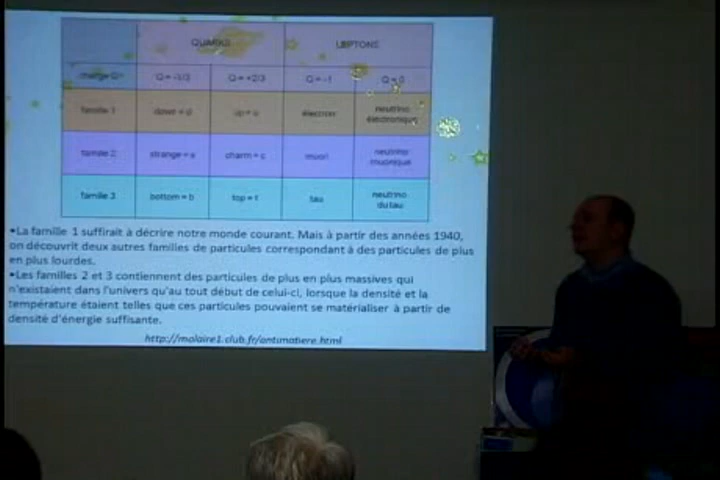 QUARKS LEPTONS
charge Q= Q = -1/3 Q = +2/3 Q = -1 Q = 0
famille 1 down = d up = u électron neutrino
électronique
famille 2 strange = s charm = c muon neutrino
muonique
famille 3 bottom = b top = t tau neutrino
du tau
•La famille 1 suffirait à décrire notre monde courant. Mais à partir des années 1940,
on découvrit deux autres familles de particules correspondant à des particules de plus
en plus lourdes.
•Les familles 2 et 3 contiennent des particules de plus en plus massives qui
n'existaient dans l'univers qu'au tout début de celui-ci, lorsque la densité et la
température étaient telles que ces particules pouvaient se matérialiser à partir de
densité d'énergie suffisante.
http://molaire1.club.fr/antimatiere.html